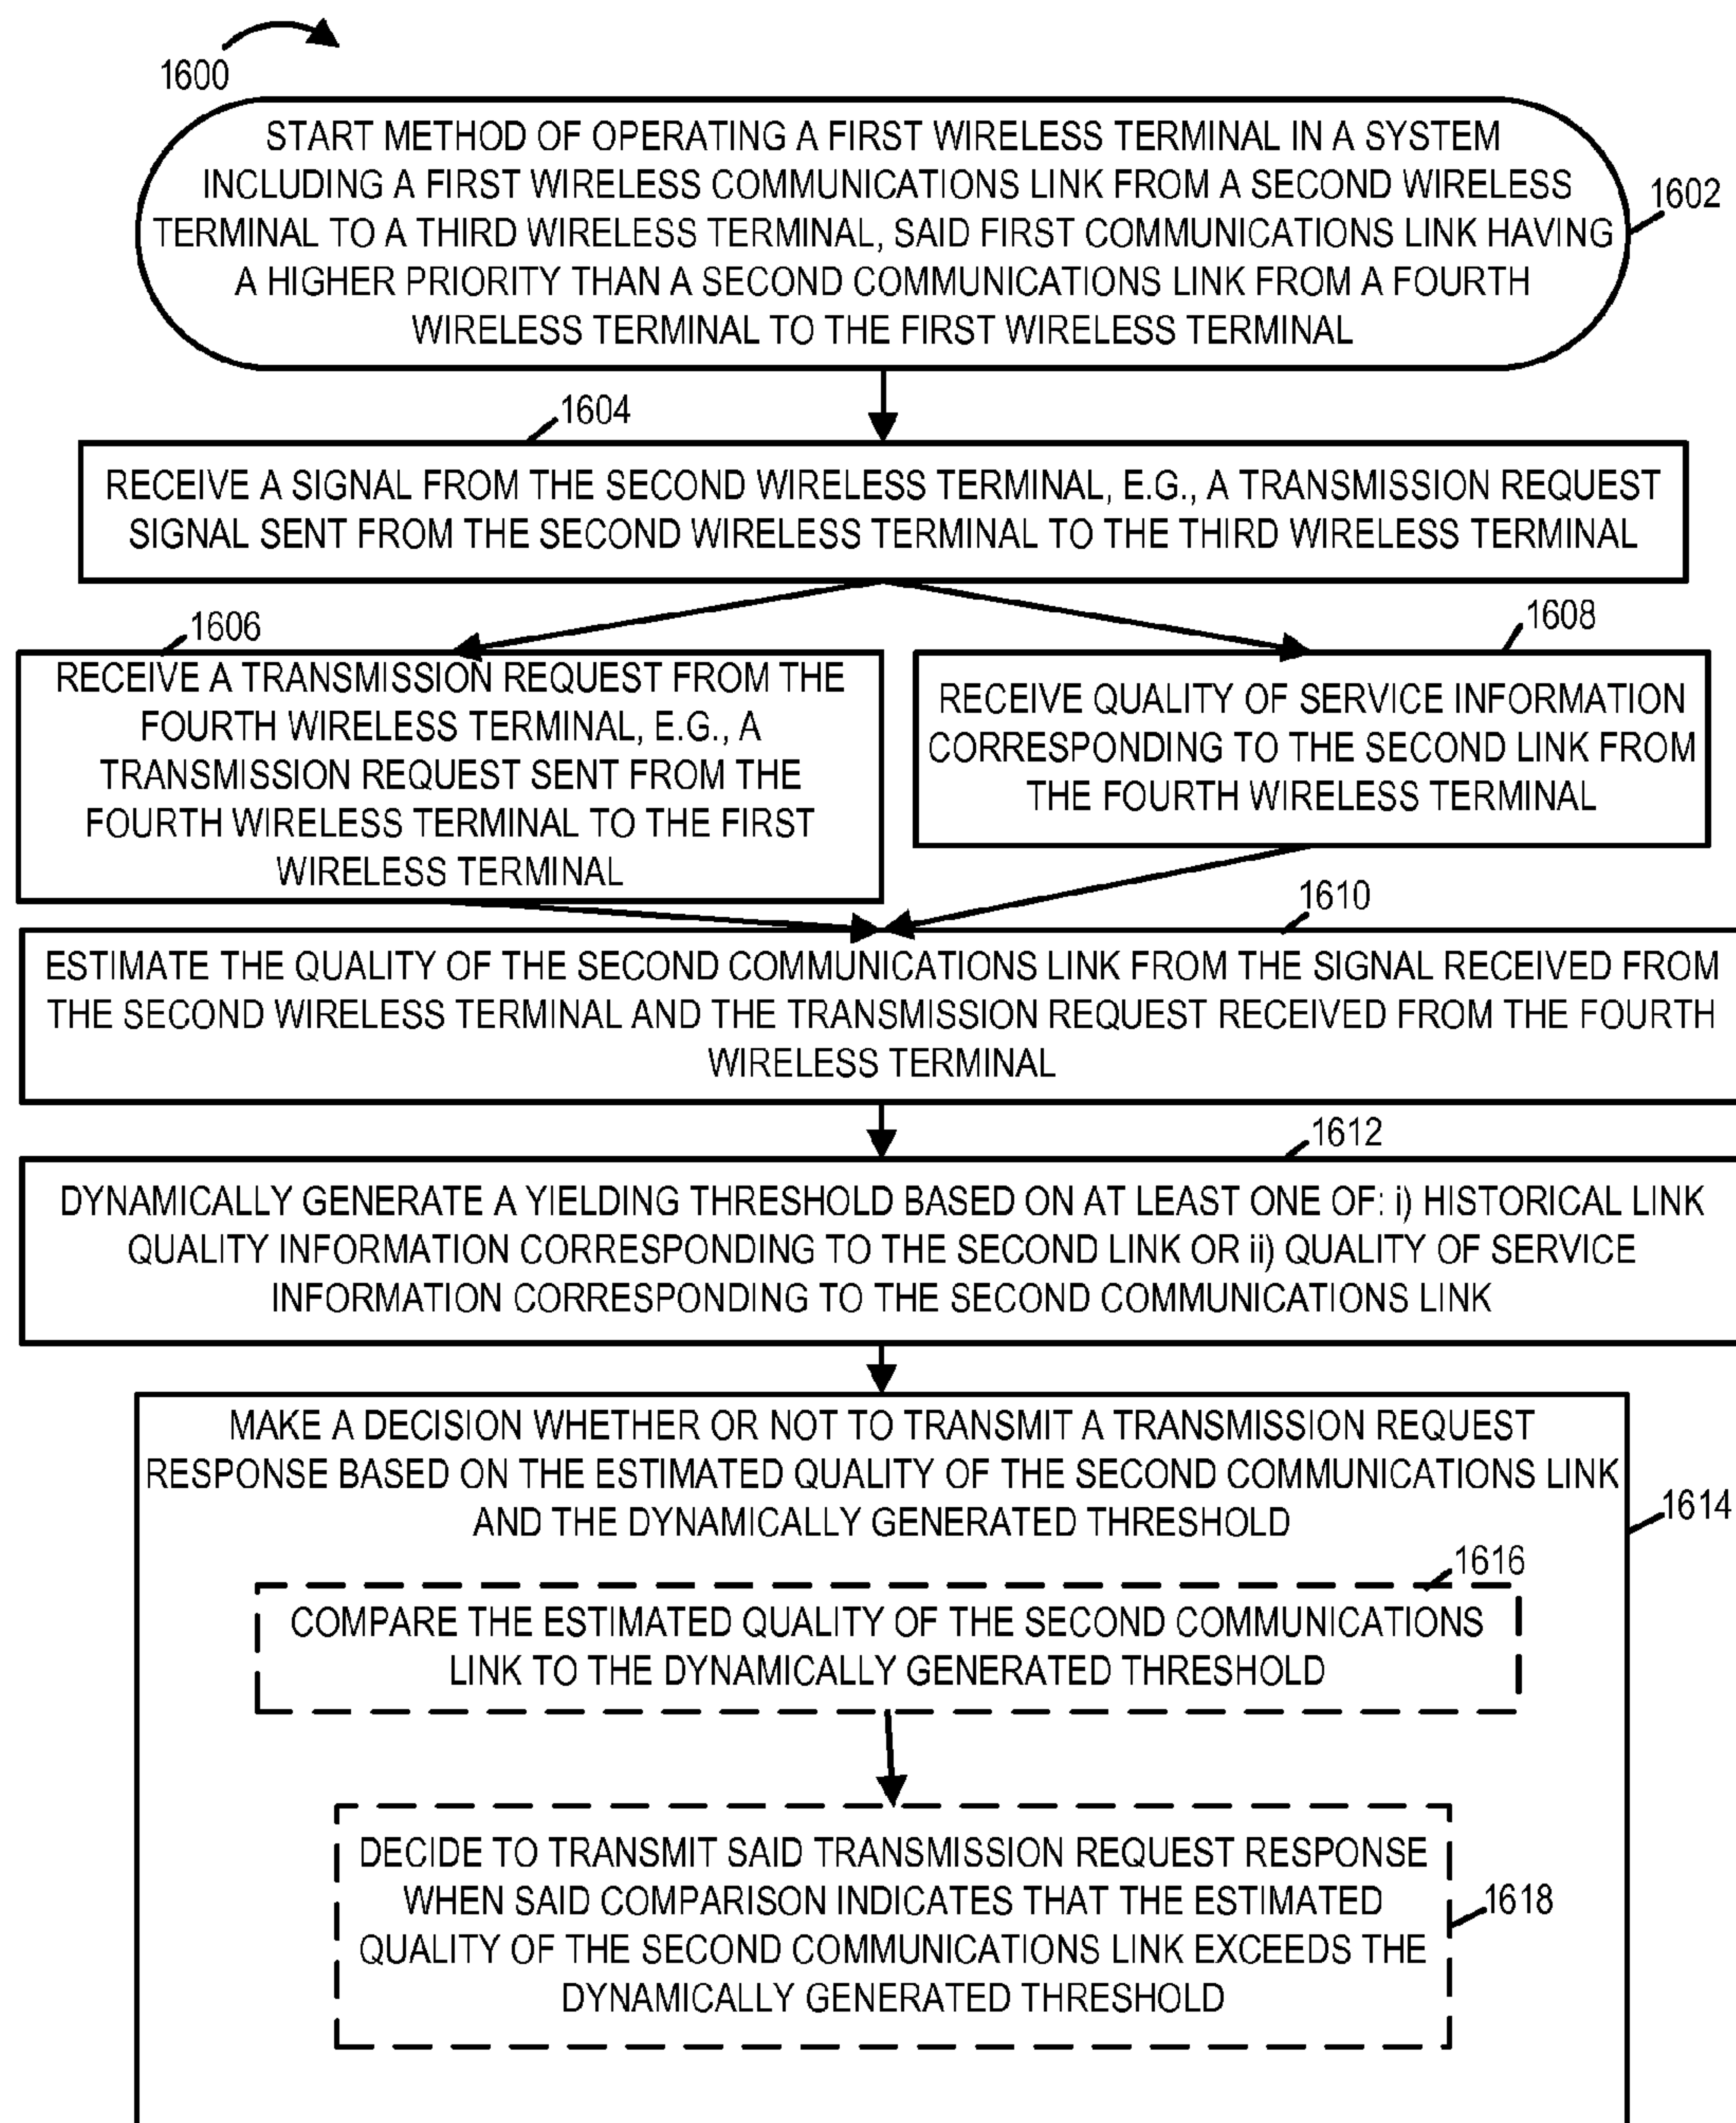 1600
START METHOD OF OPERATING A FIRST WIRELESS TERMINAL IN A SYSTEM
INCLUDING A FIRST WIRELESS COMMUNICATIONS LINK FROM A SECOND WIRELESS
TERMINAL TO A THIRD WIRELESS TERMINAL, SAID FIRST COMMUNICATIONS LINK HAVING
A HIGHER PRIORITY THAN A SECOND COMMUNICATIONS LINK FROM A FOURTH
WIRELESS TERMINAL TO THE FIRST WIRELESS TERMINAL
1602
1604
RECEIVE A SIGNAL FROM THE SECOND WIRELESS TERMINAL, E.G., A TRANSMISSION REQUEST
SIGNAL SENT FROM THE SECOND WIRELESS TERMINAL TO THE THIRD WIRELESS TERMINAL
1606
RECEIVE A TRANSMISSION REQUEST FROM THE
FOURTH WIRELESS TERMINAL, E.G., A
TRANSMISSION REQUEST SENT FROM THE
FOURTH WIRELESS TERMINAL TO THE FIRST
WIRELESS TERMINAL
1608
RECEIVE QUALITY OF SERVICE INFORMATION
CORRESPONDING TO THE SECOND LINK FROM
THE FOURTH WIRELESS TERMINAL
1610
ESTIMATE THE QUALITY OF THE SECOND COMMUNICATIONS LINK FROM THE SIGNAL RECEIVED FROM
THE SECOND WIRELESS TERMINAL AND THE TRANSMISSION REQUEST RECEIVED FROM THE FOURTH
WIRELESS TERMINAL
1612
DYNAMICALLY GENERATE A YIELDING THRESHOLD BASED ON AT LEAST ONE OF: i) HISTORICAL LINK
QUALITY INFORMATION CORRESPONDING TO THE SECOND LINK OR ii) QUALITY OF SERVICE
INFORMATION CORRESPONDING TO THE SECOND COMMUNICATIONS LINK
MAKE A DECISION WHETHER OR NOT TO TRANSMIT A TRANSMISSION REQUEST
RESPONSE BASED ON THE ESTIMATED QUALITY OF THE SECOND COMMUNICATIONS LINK
AND THE DYNAMICALLY GENERATED THRESHOLD
1614
1616
COMPARE THE ESTIMATED QUALITY OF THE SECOND COMMUNICATIONS
LINK TO THE DYNAMICALLY GENERATED THRESHOLD
DECIDE TO TRANSMIT SAID TRANSMISSION REQUEST RESPONSE
WHEN SAID COMPARISON INDICATES THAT THE ESTIMATED
QUALITY OF THE SECOND COMMUNICATIONS LINK EXCEEDS THE
DYNAMICALLY GENERATED THRESHOLD
1618